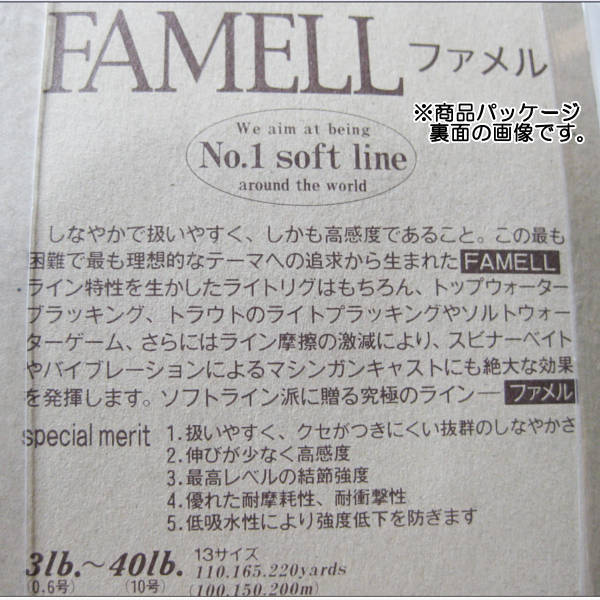 FAMELL ファメル
※商品パッケージ
裏面の画像です。
We aim at being
No.1 soft line
around the world
しなやかで扱いやすく、しかも高感度であること。この最も
困難で最も理想的なテーマへの追求から生まれた FAMELL
ライン特性を生かしたライトリグはもちろん、トップウォーター
ブラッキング、トラウトのライトプラッキングやソルトウォー
ターゲーム、さらにはライン摩擦の激減により、スピナーベイト
やバイブレーションによるマシンガンキャストにも絶大な効果
を発揮します。ソフトライン派に贈る究極のライン―ファメル
special merit 1.扱いやすく、クセがつきにくい抜群のしなやかさ
2.伸びが少なく高感度
3.最高レベルの結節強度
4.優れた耐摩耗性、耐衝撃性
5.低吸水性により強度低下を防ぎます
3lb.～40lb. 13サイズ
110.165.220yards
(0.6号) (10号) (100.150.200m)